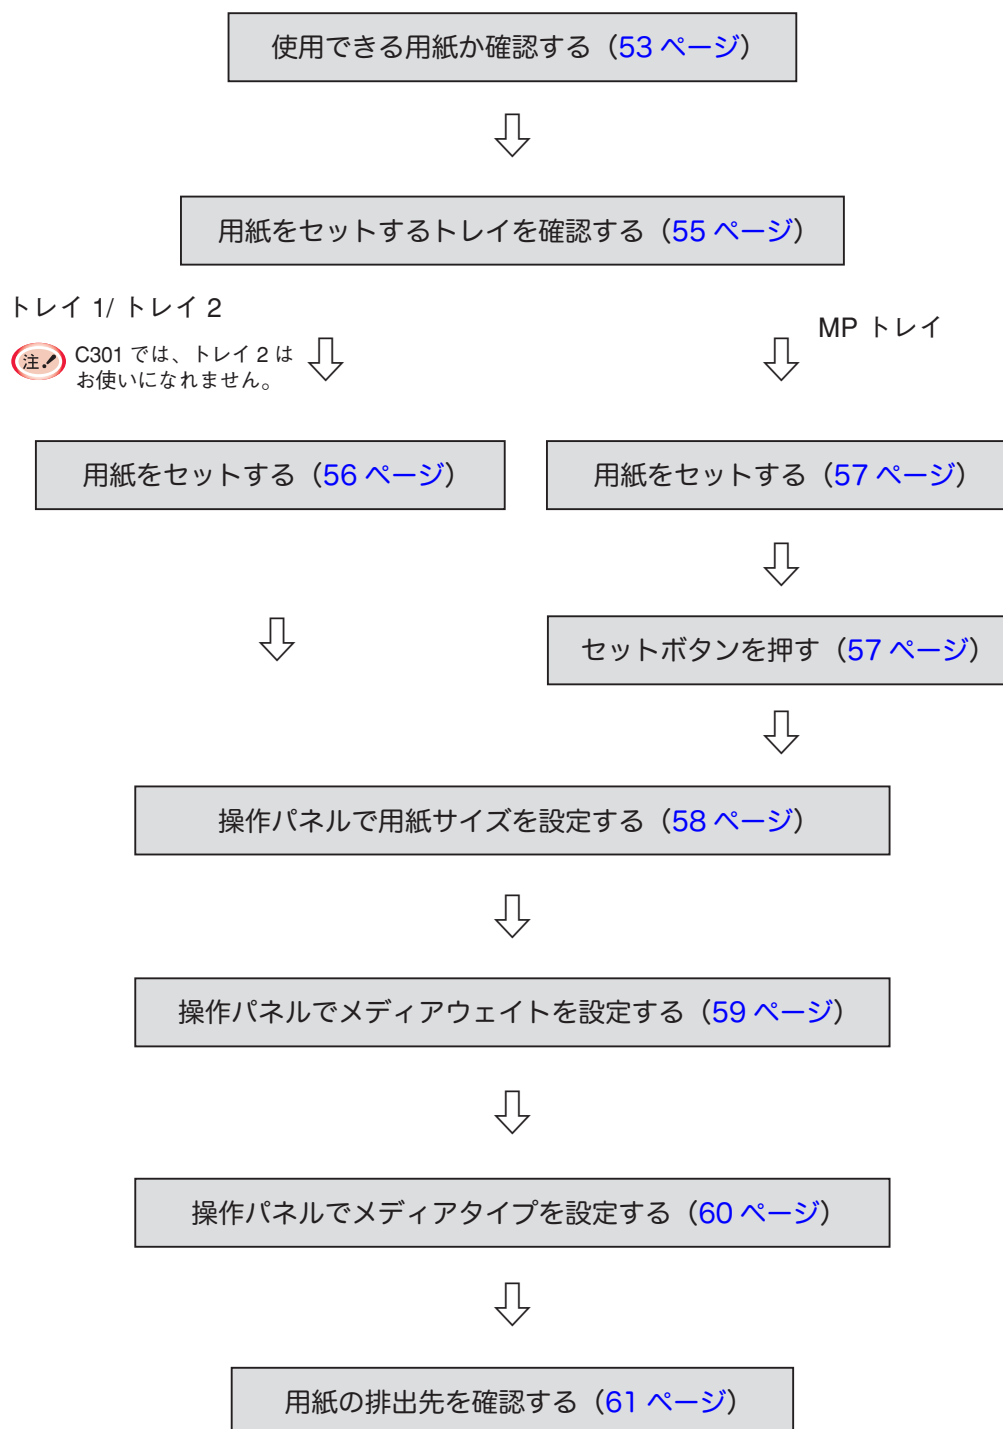 使用できる用紙か確認する（53 ページ）
用紙をセットするトレイを確認する（55 ページ）
トレイ 1/ トレイ 2
注！ C301 では、トレイ 2 は
お使いになれません。
MP トレイ
用紙をセットする（56 ページ）
用紙をセットする（57 ページ）
セットボタンを押す（57 ページ）
操作パネルで用紙サイズを設定する（58 ページ）
操作パネルでメディアウェイトを設定する（59 ページ）
操作パネルでメディアタイプを設定する（60 ページ）
用紙の排出先を確認する（61 ページ）